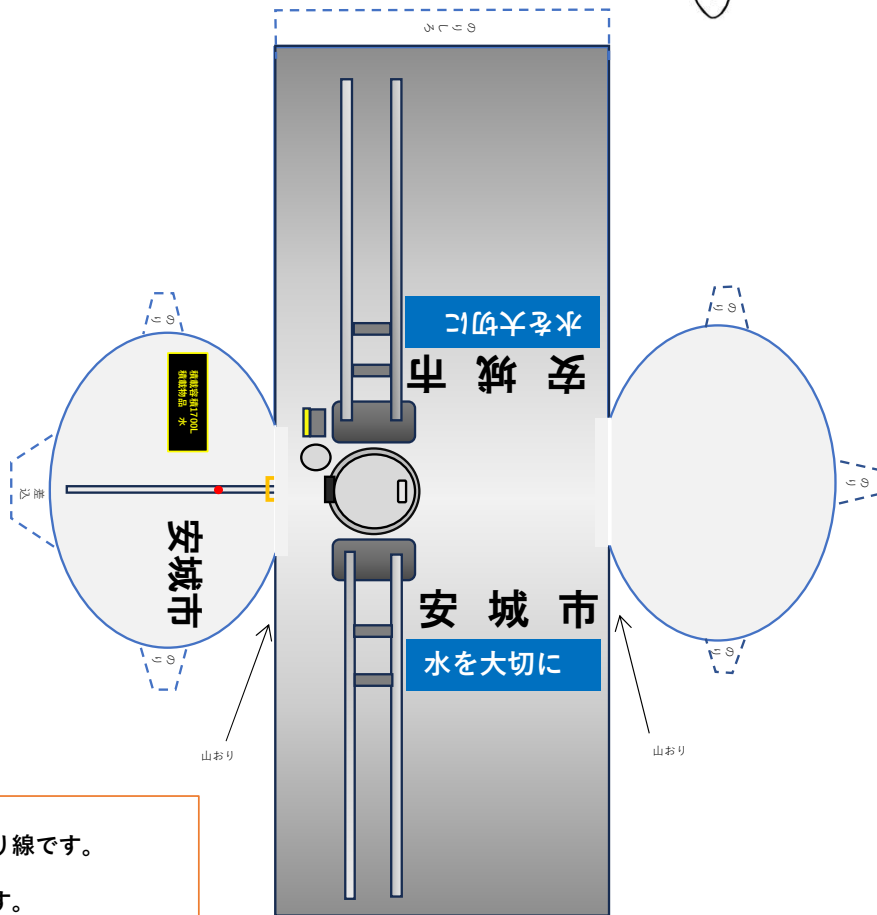 のりしろ
水を大切に
安城市
のり
のり
積載容積1700L
積載物品　水
のり
差込
安城市
安城市
水を大切に
のり
のり
山おり
山おり
り線です。
す。